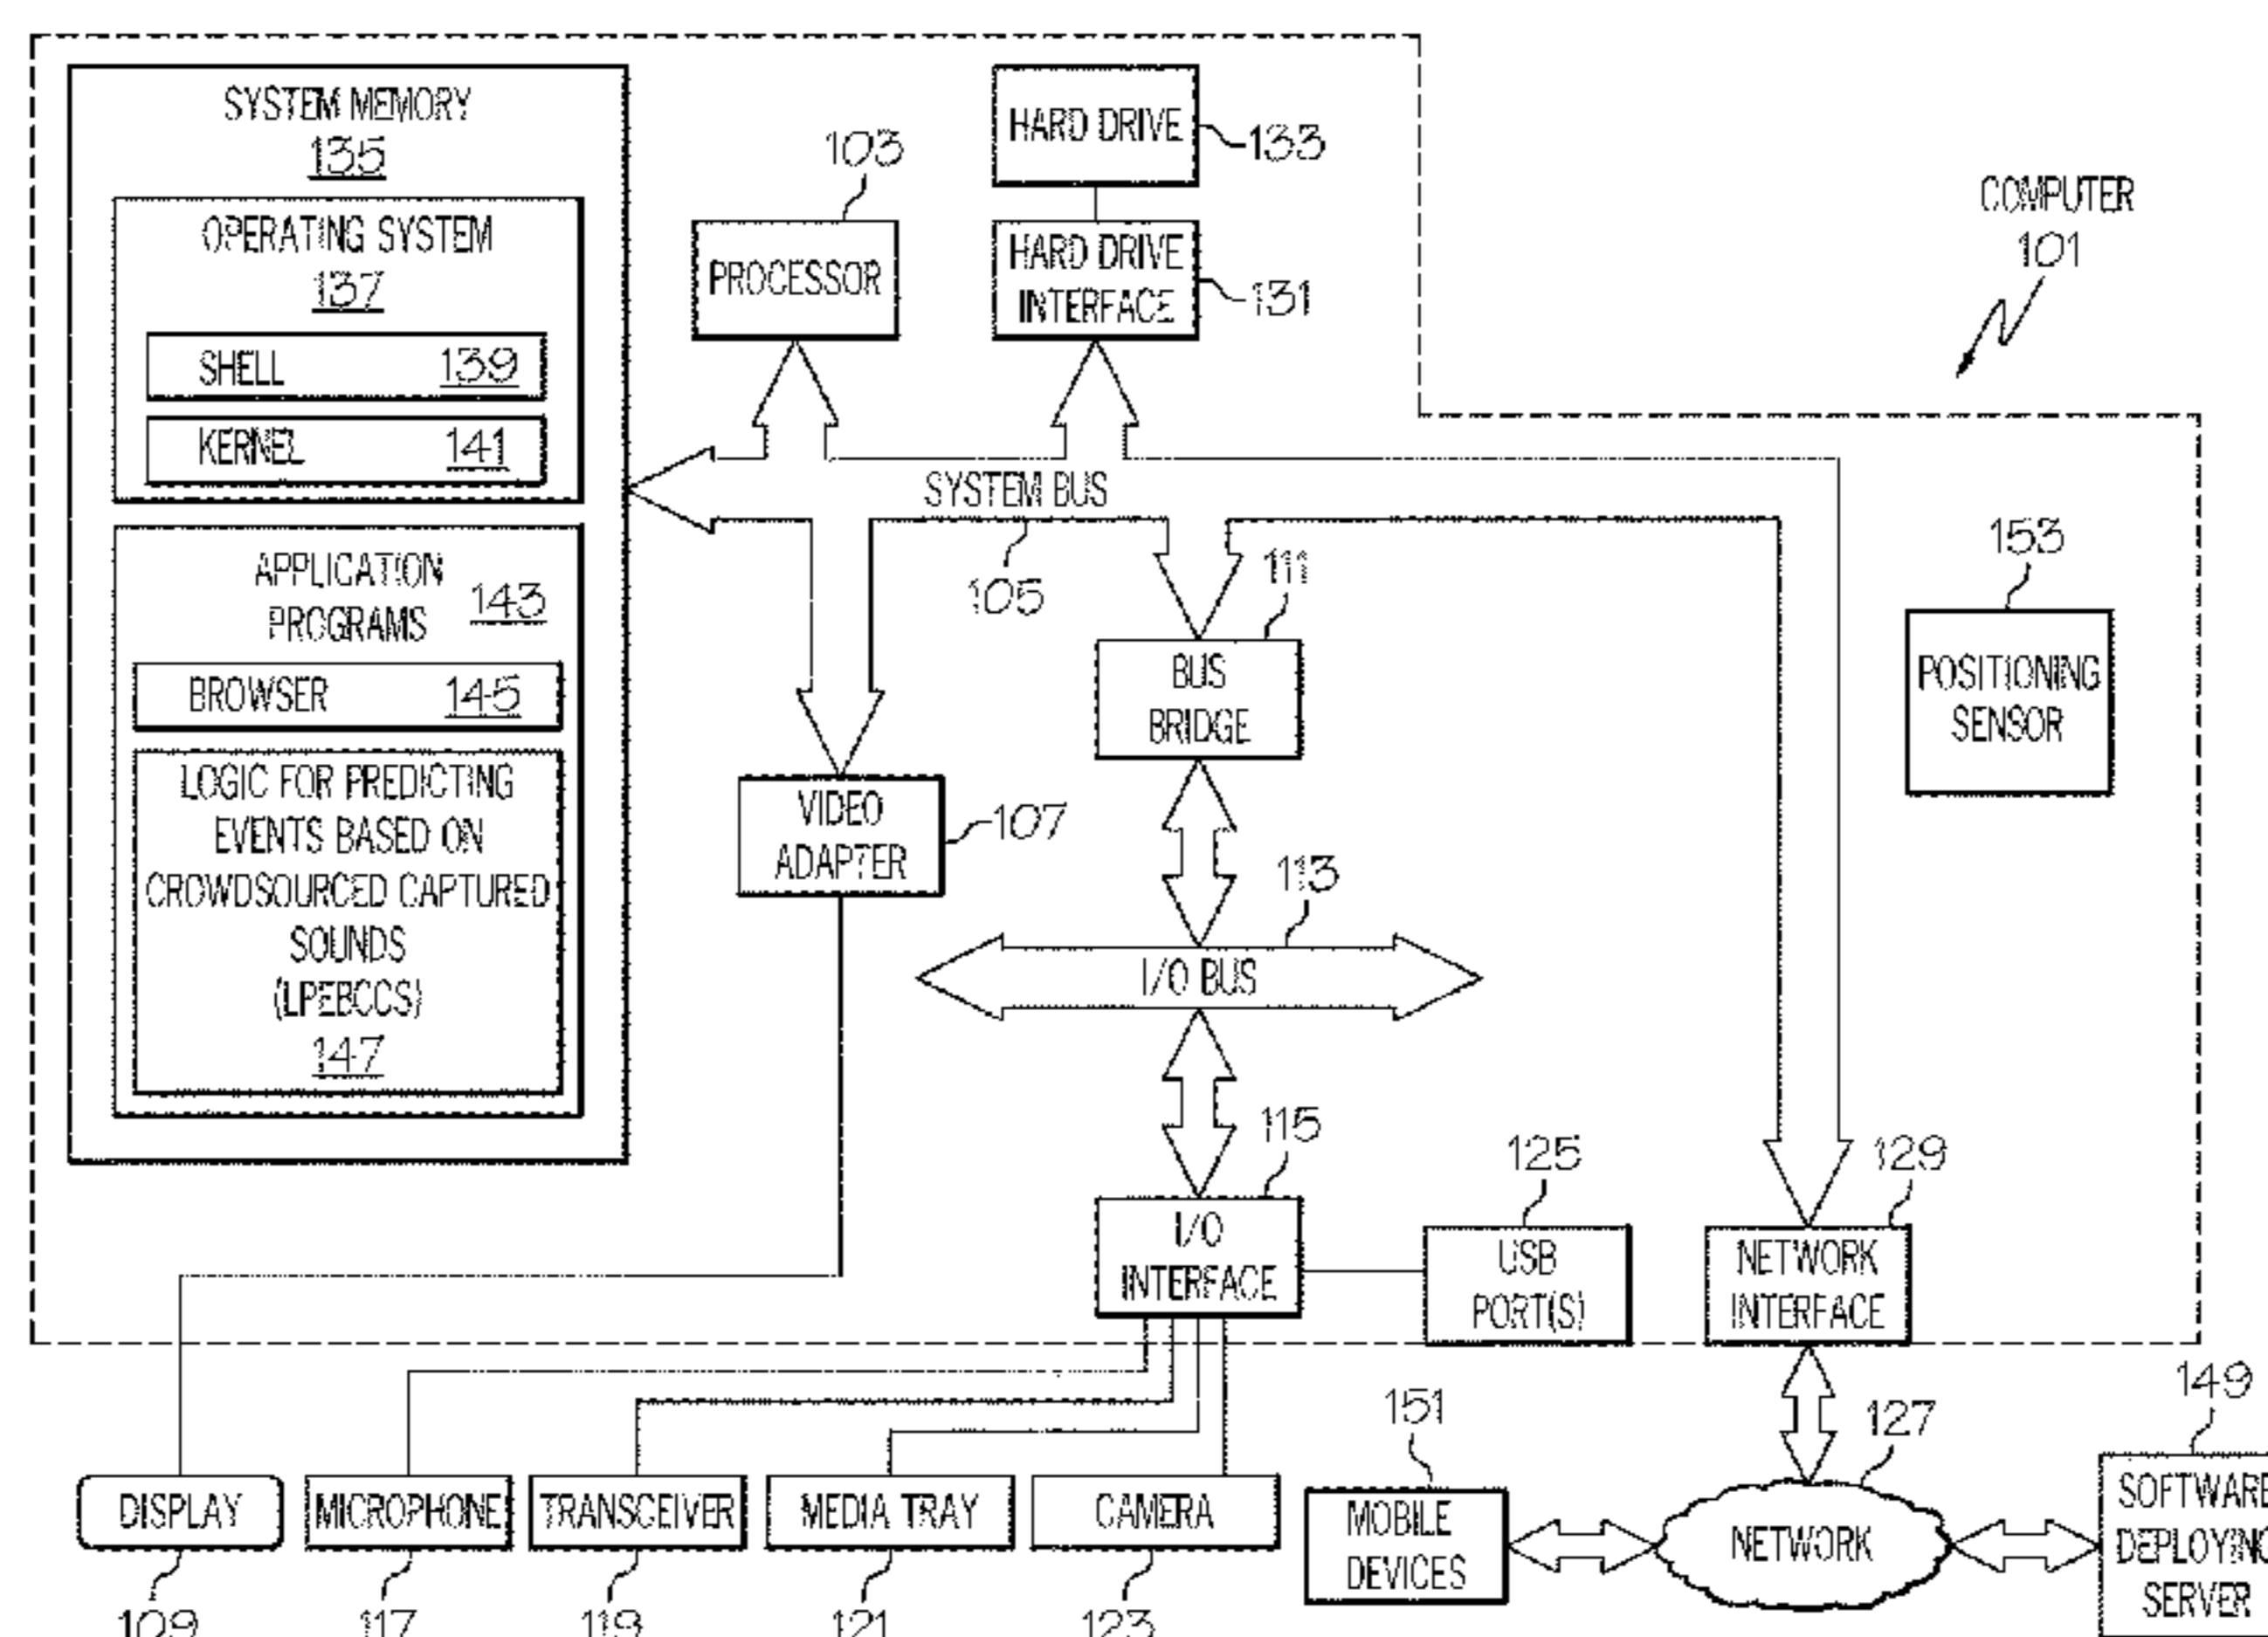 SYSTEM MEMORY
135
OPERATING SYSTEM
137
SHELL 139
KERNEL 141
APPLICATION
PROGRAMS 143
BROWSER 145
LOGIC FOR PREDICTING
EVENTS BASED ON
CROWDSOURCED CAPTURED
SOUNDS
(LPEBCCS)
147
103
PROCESSOR
HARD DRIVE
133
HARD DRIVE
INTERFACE
131
COMPUTER
101
SYSTEM BUS
105
111
BUS
BRIDGE
153
POSITIONING
SENSOR
VIDEO
ADAPTER
107
113
I/O BUS
115
I/O
INTERFACE
125
USB
PORT(S)
129
NETWORK
INTERFACE
DISPLAY
109
MICROPHONE
117
TRANSCEIVER
119
MEDIA TRAY
121
CAMERA
123
151
MOBILE
DEVICES
127
NETWORK
149
SOFTWARE
DEPLOYING
SERVER